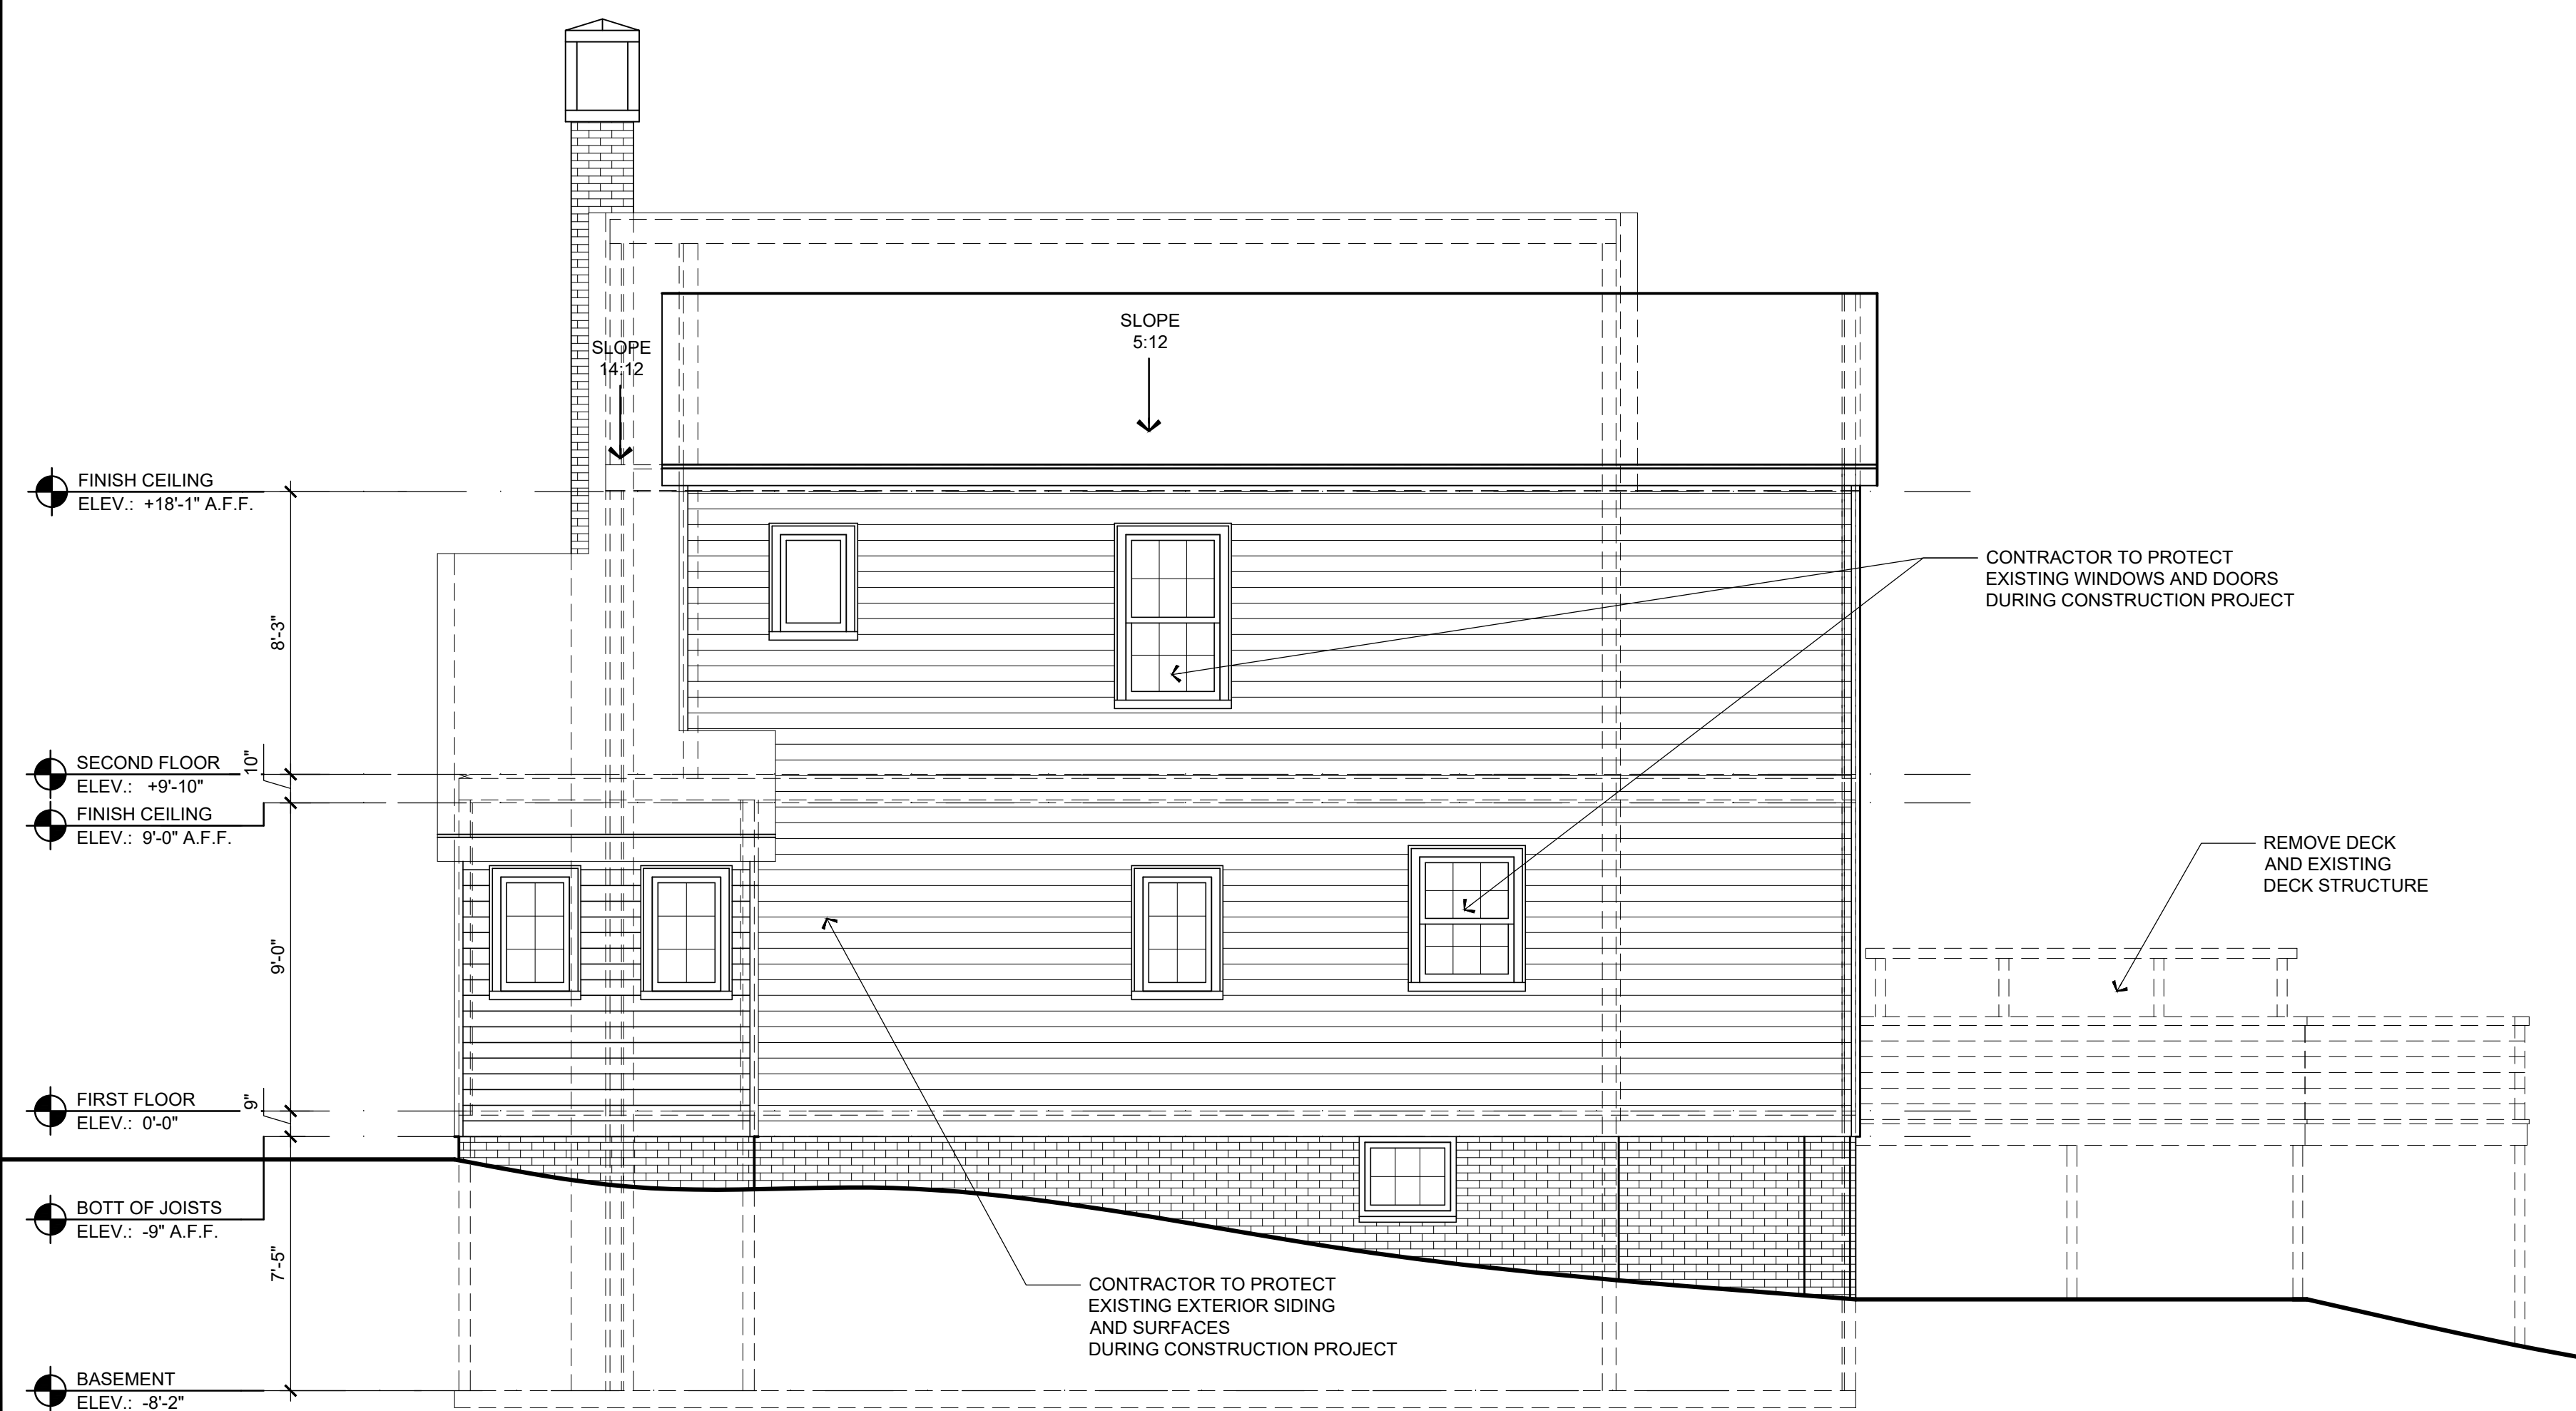 SLOPE
5:12
SLOPE
14:12
FINISH CEILING
ELEV.: +18'-1" A.F.F.
8'-3"
CONTRACTOR TO PROTECT
EXISTING WINDOWS AND DOORS
DURING CONSTRUCTION PROJECT
SECOND FLOOR
ELEV.: +9'-10"
10"
FINISH CEILING
ELEV.: 9'-0" A.F.F.
REMOVE DECK
AND EXISTING
DECK STRUCTURE
9'-0"
FIRST FLOOR
ELEV.: 0'-0"
9"
BOTT OF JOISTS
ELEV.: -9" A.F.F.
7'-5"
CONTRACTOR TO PROTECT
EXISTING EXTERIOR SIDING
AND SURFACES
DURING CONSTRUCTION PROJECT
BASEMENT
ELEV.: -8'-2"